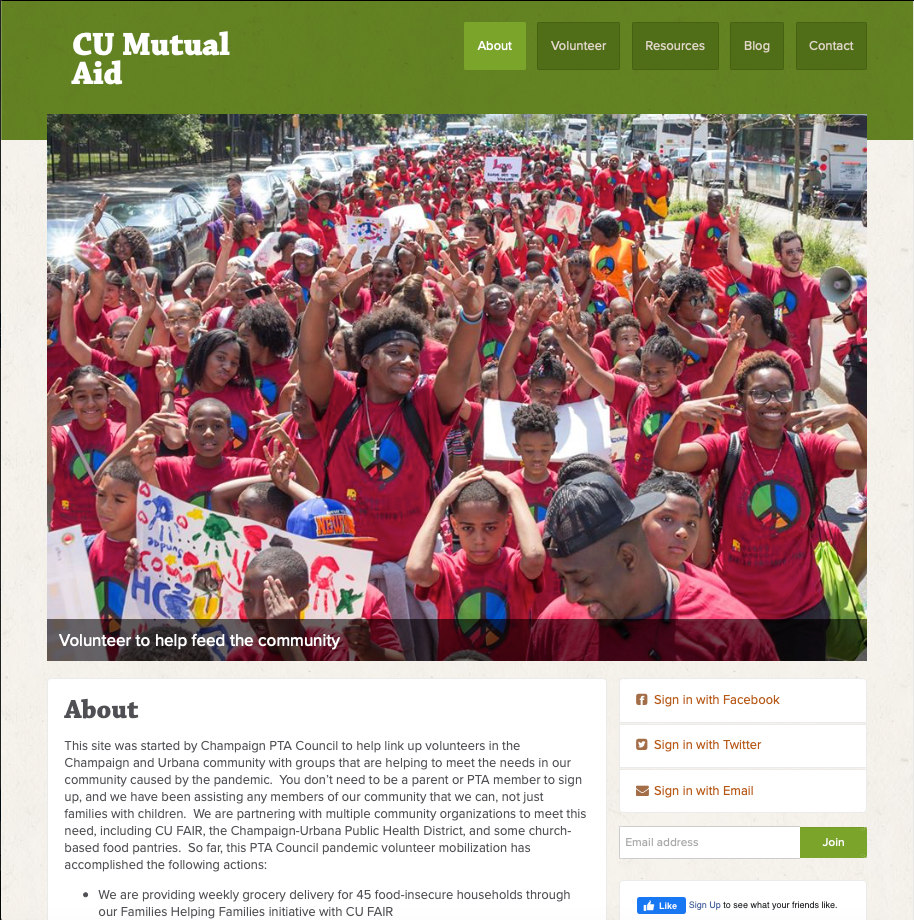 CU Mutual
Aid
About
Volunteer
Resources
Blog
Contact
Volunteer to help feed the community
About
This site was started by Champaign PTA Council to help link up volunteers in the
Champaign and Urbana community with groups that are helping to meet the needs in our
community caused by the pandemic.  You don't need to be a parent or PTA member to sign
up, and we have been assisting any members of our community that we can, not just
families with children.  We are partnering with multiple community organizations to meet this
need, including CU FAIR, the Champaign-Urbana Public Health District, and some church-
based food pantries.  So far, this PTA Council pandemic volunteer mobilization has
accomplished the following actions:
• We are providing weekly grocery delivery for 45 food-insecure households through
our Families Helping Families initiative with CU FAIR
Sign in with Facebook
Sign in with Twitter
Sign in with Email
Email address
Join
Like
Sign Up to see what your friends like.